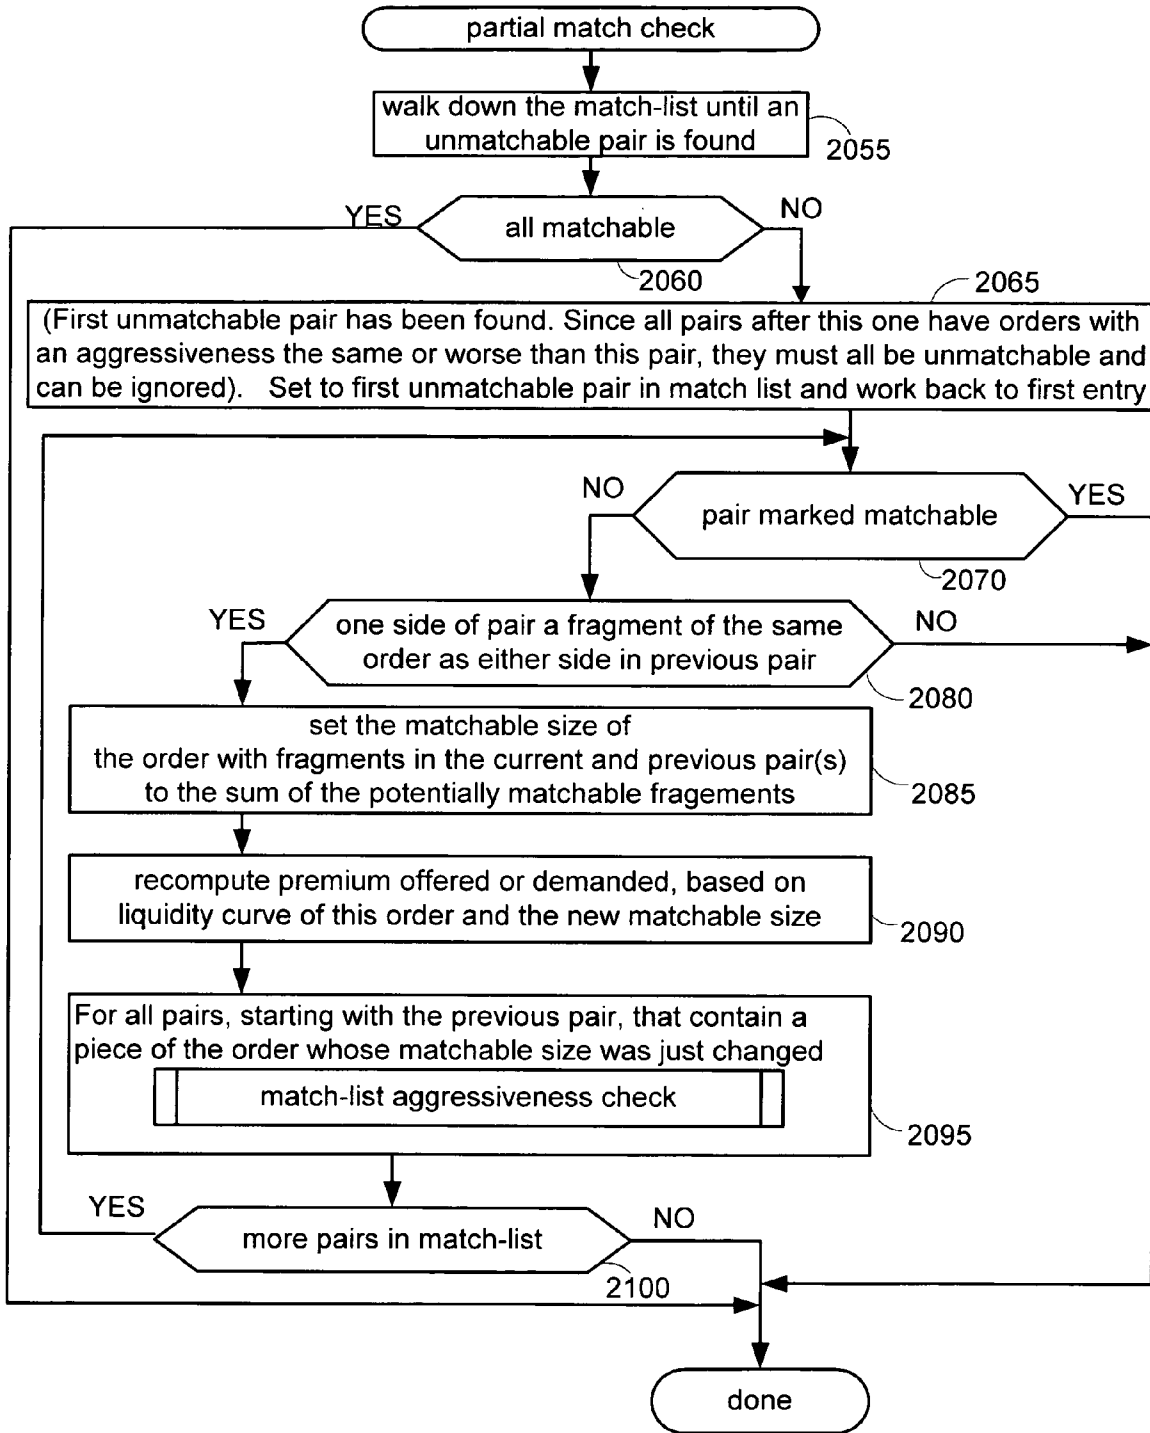 partial match check
walk down the match-list until an
unmatchable pair is found
2055
YES
NO
all matchable
2060
2065
(First unmatchable pair has been found. Since all pairs after this one have orders with
an aggressiveness the same or worse than this pair, they must all be unmatchable and
can be ignored). Set to first unmatchable pair in match list and work back to first entry
NO
YES
pair marked matchable
2070
YES
NO
one side of pair a fragment of the same
order as either side in previous pair
2080
set the matchable size of
the order with fragments in the current and previous pair(s)
to the sum of the potentially matchable fragements
2085
recompute premium offered or demanded, based on
liquidity curve of this order and the new matchable size
2090
For all pairs, starting with the previous pair, that contain a
piece of the order whose matchable size was just changed
match-list aggressiveness check
2095
YES
NO
more pairs in match-list
2100
done